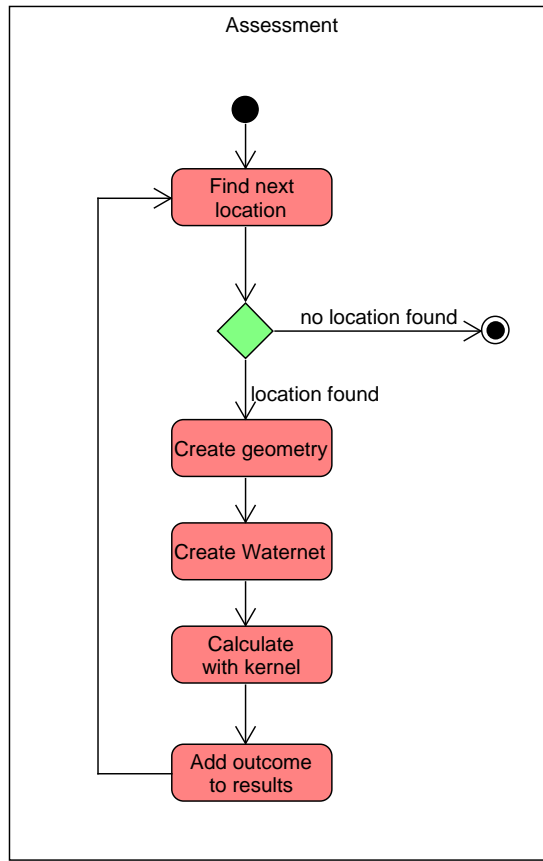 Assessment
Find next
location
no location found
location found
Create geometry
Create Waternet
Calculate
with kernel
Add outcome
to results